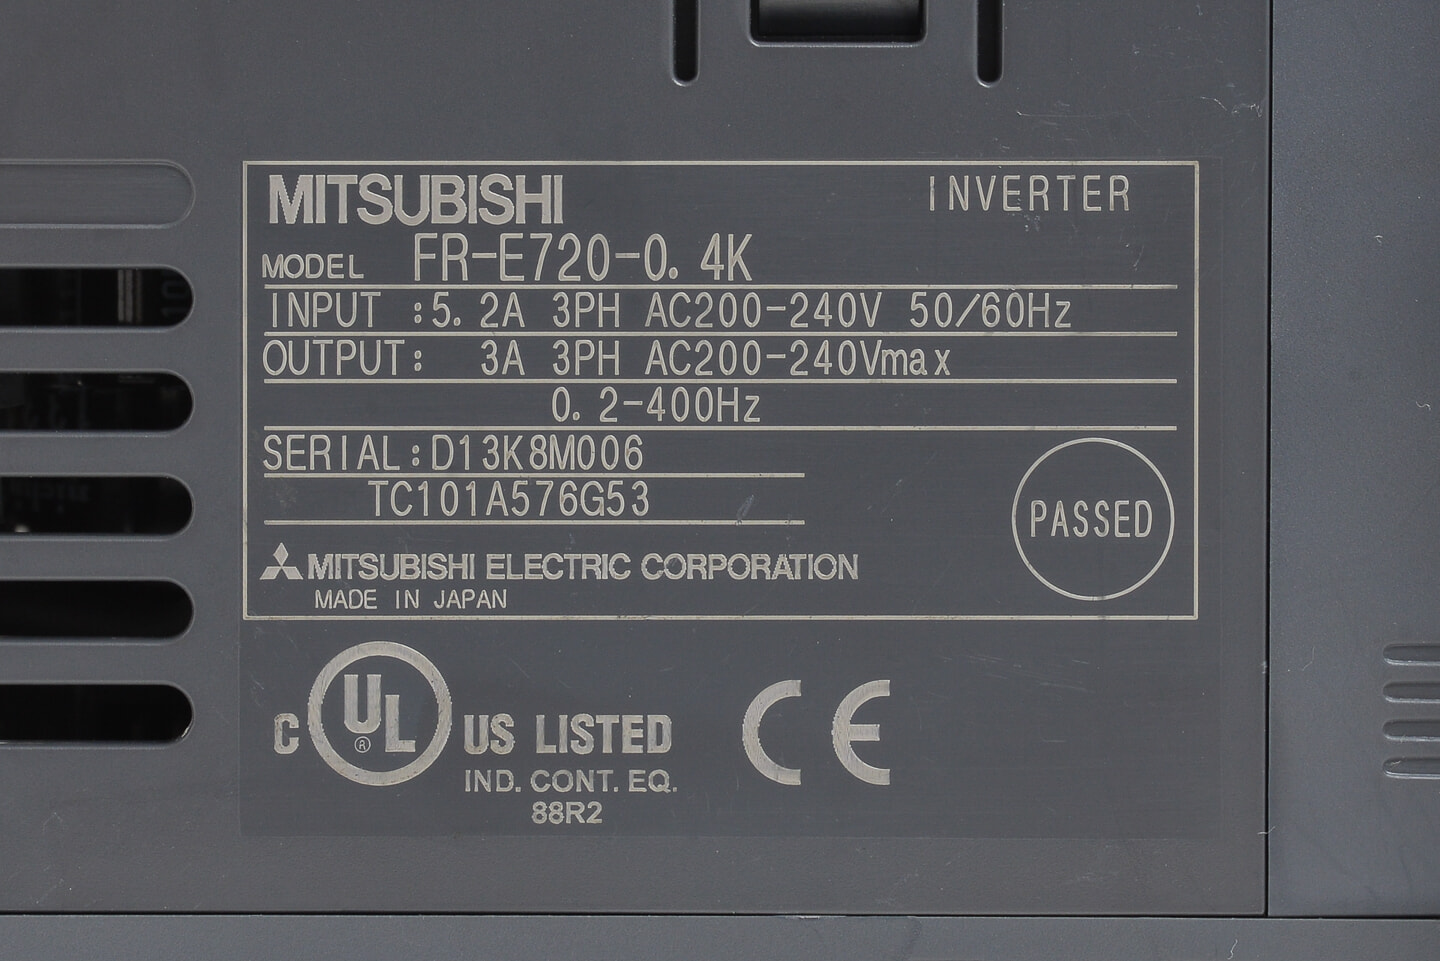 MITSUBISHI INVERTER
MODEL FR-E720-0.4K
INPUT :5.2A 3PH AC200-240V 50/60Hz
OUTPUT: 3A 3PH AC200-240Vmax
0.2-400Hz
SERIAL:D13K8M006
TC101A576G53
PASSED
MITSUBISHI ELECTRIC CORPORATION
MADE IN JAPAN
C UL ® US LISTED
IND. CONT. EQ.
88R2
CE